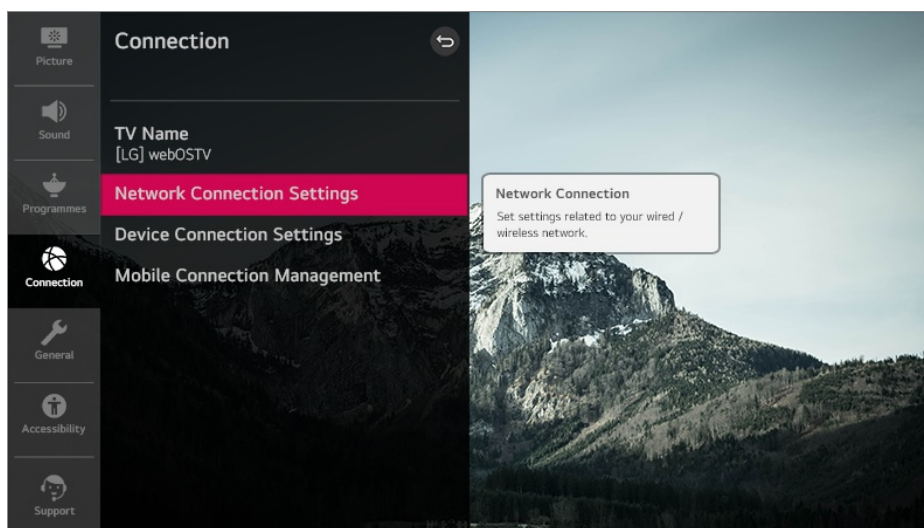 Picture
Sound
Programmes
Connection
General
Accessibility
Support
Connection
TV Name
[LG] webOSTV
Network Connection Settings
Device Connection Settings
Mobile Connection Management
Network Connection
Set settings related to your wired /
wireless network.